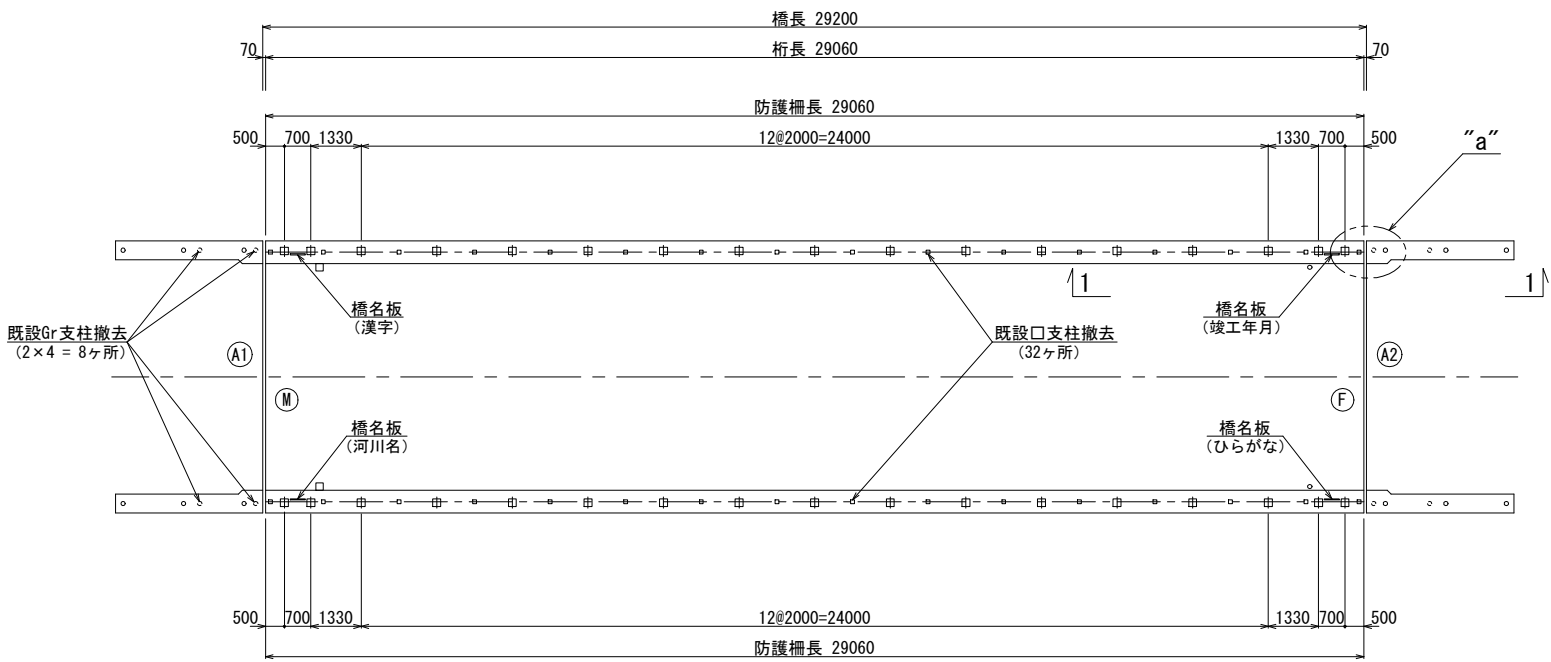 橋長 29200
70
桁長 29060
70
防護柵長 29060
500 700 1330 12@2000=24000 1330 700 500
"a"
橋名板
(漢字)
1
橋名板
(竣工年月)
1
既設Gr支柱撤去
(2×4 = 8ヶ所)
既設口支柱撤去
(32ヶ所)
A1
A2
M
F
橋名板
(河川名)
橋名板
(ひらがな)
500 700 1330 12@2000=24000 1330 700 500
防護柵長 29060